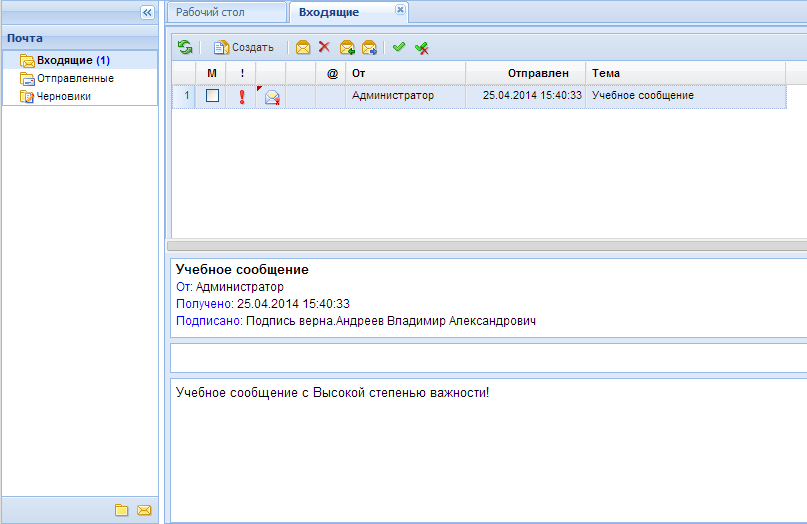 Рабочий стол
Входящие
Почта
Входящие (1)
Отправленные
Черновики
Создать
М ! @ От Отправлен Тема
1 Администратор 25.04.2014 15:40:33 Учебное сообщение
Учебное сообщение
От: Администратор
Получено: 25.04.2014 15:40:33
Подписано: Подпись верна.Андреев Владимир Александрович
Учебное сообщение с Высокой степенью важности!